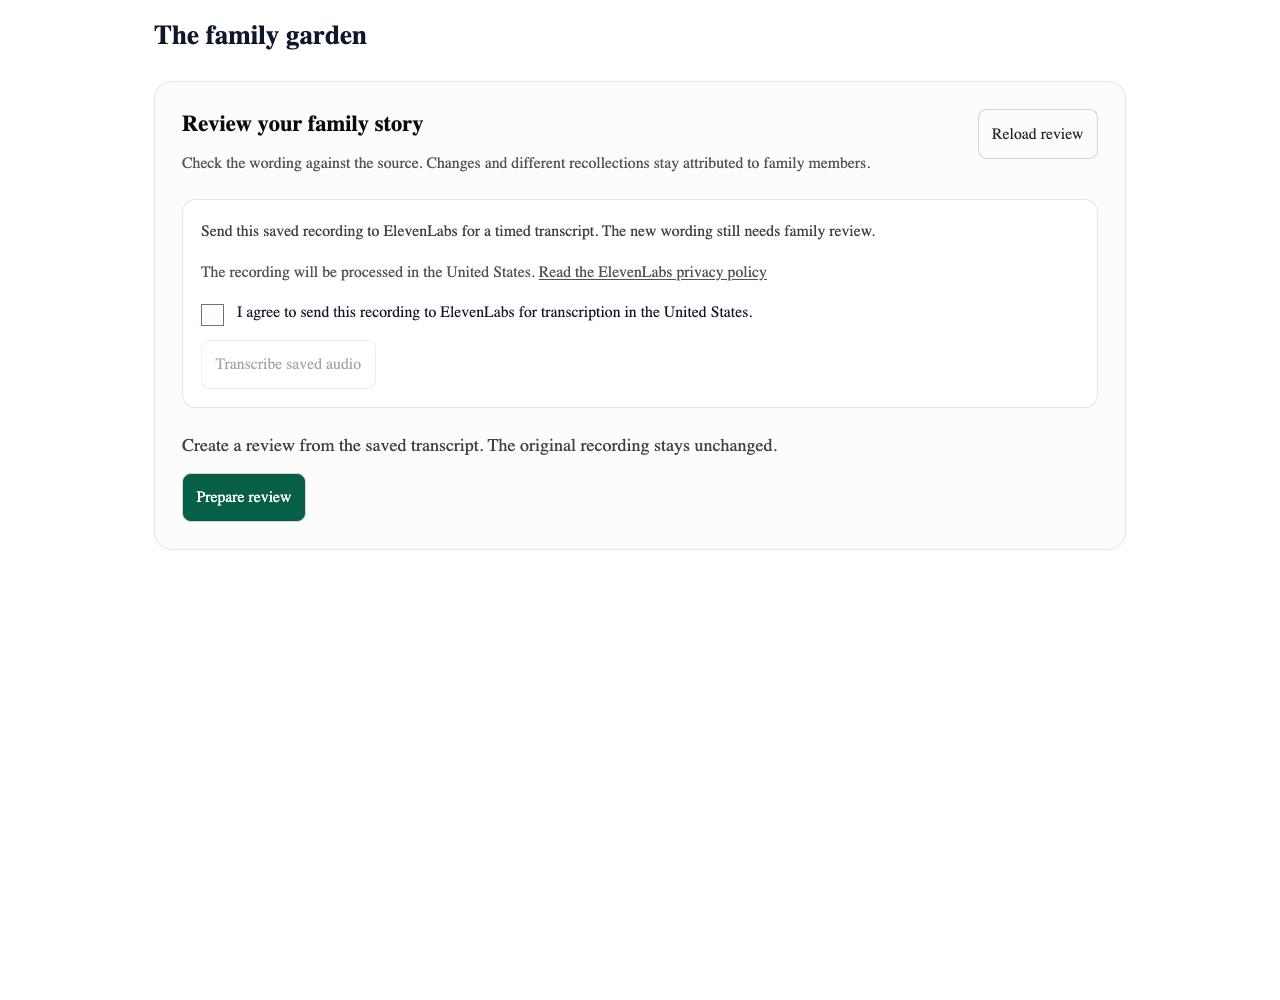 The family garden
Review your family story
Reload review
Check the wording against the source. Changes and different recollections stay attributed to family members.
Send this saved recording to ElevenLabs for a timed transcript. The new wording still needs family review.
The recording will be processed in the United States. Read the ElevenLabs privacy policy
I agree to send this recording to ElevenLabs for transcription in the United States.
Transcribe saved audio
Create a review from the saved transcript. The original recording stays unchanged.
Prepare review